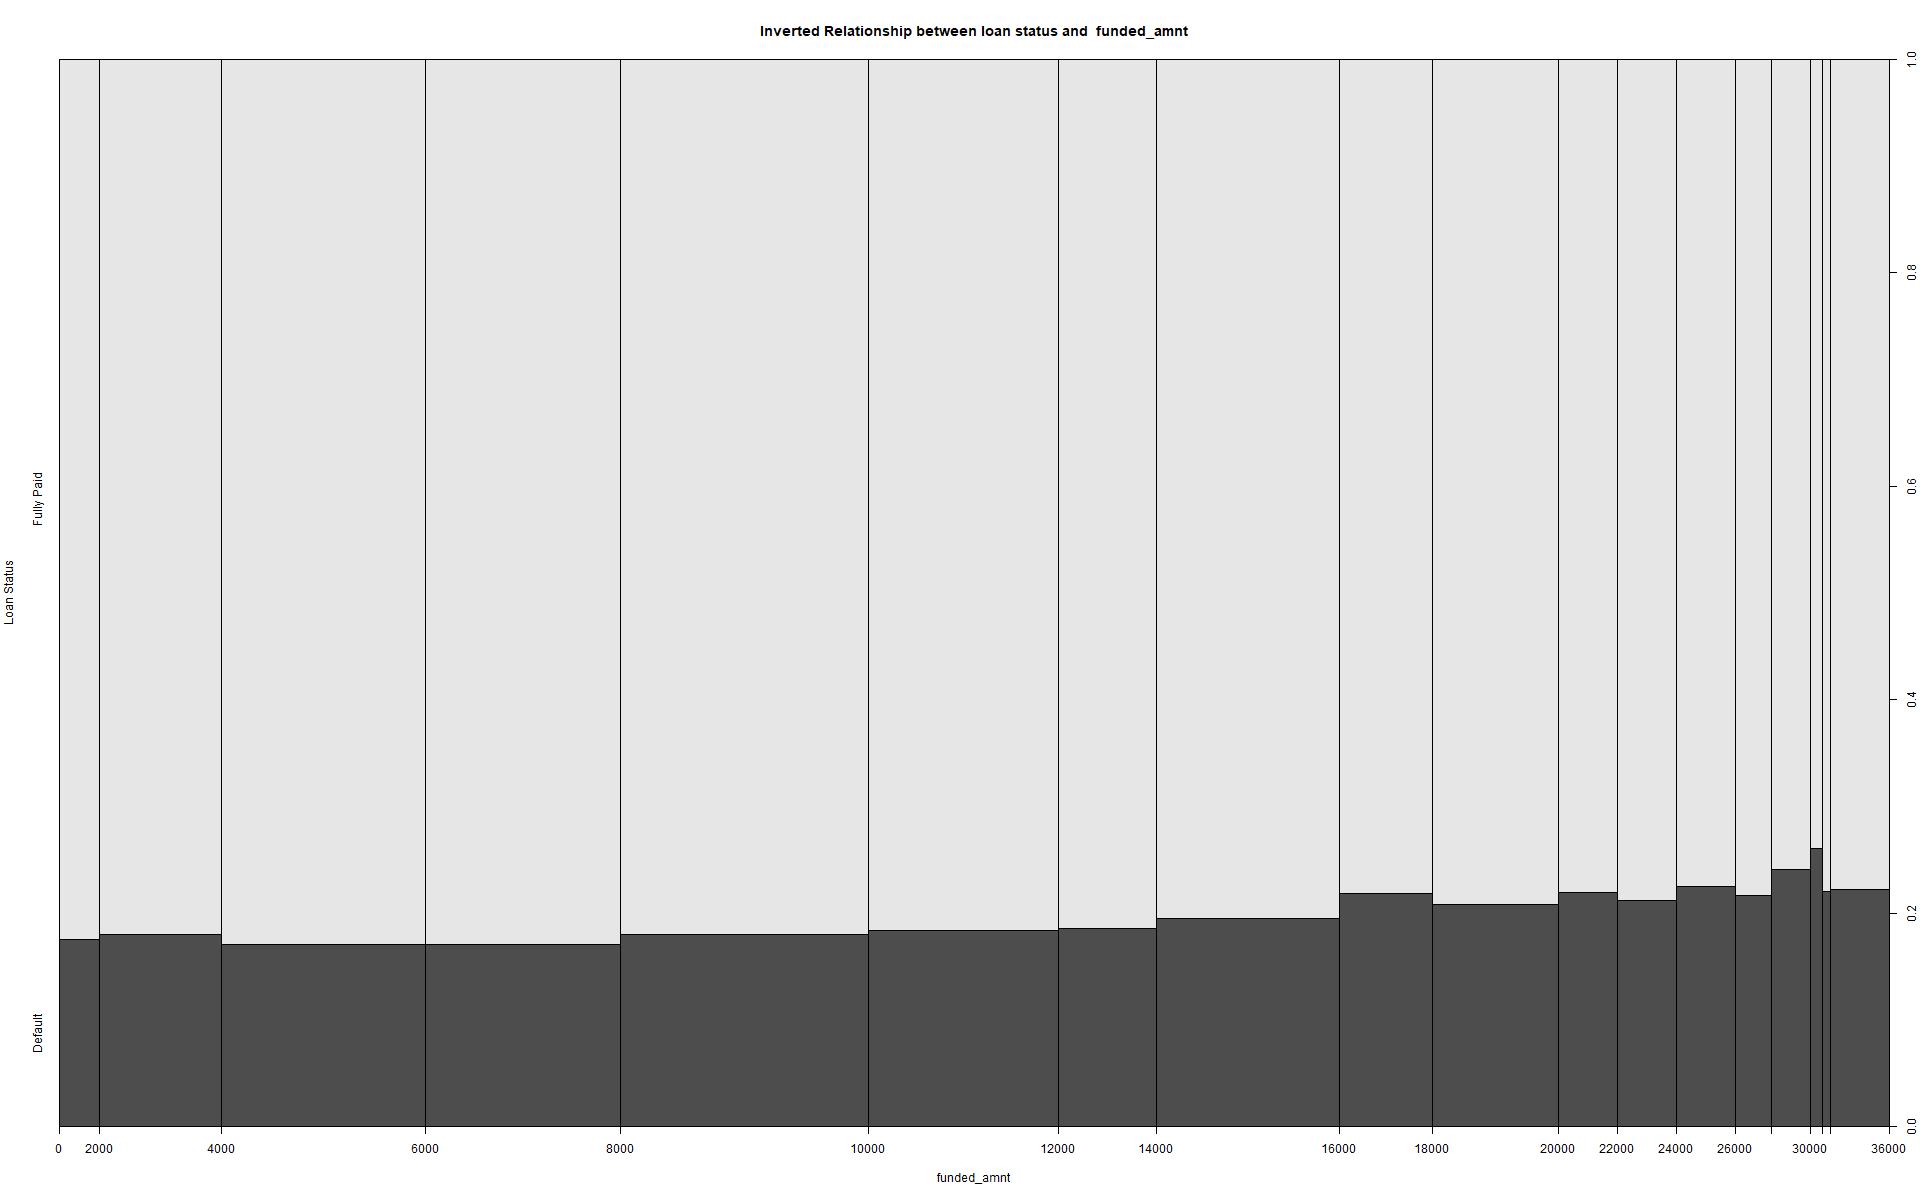 Inverted Relationship between loan status and  funded_amnt
Loan Status
Fully Paid
Default
1.0
0.8
0.6
0.4
0.2
0.0
0 2000 4000 6000 8000 10000 12000 14000 16000 18000 20000 22000 24000 26000 30000 36000
funded_amnt